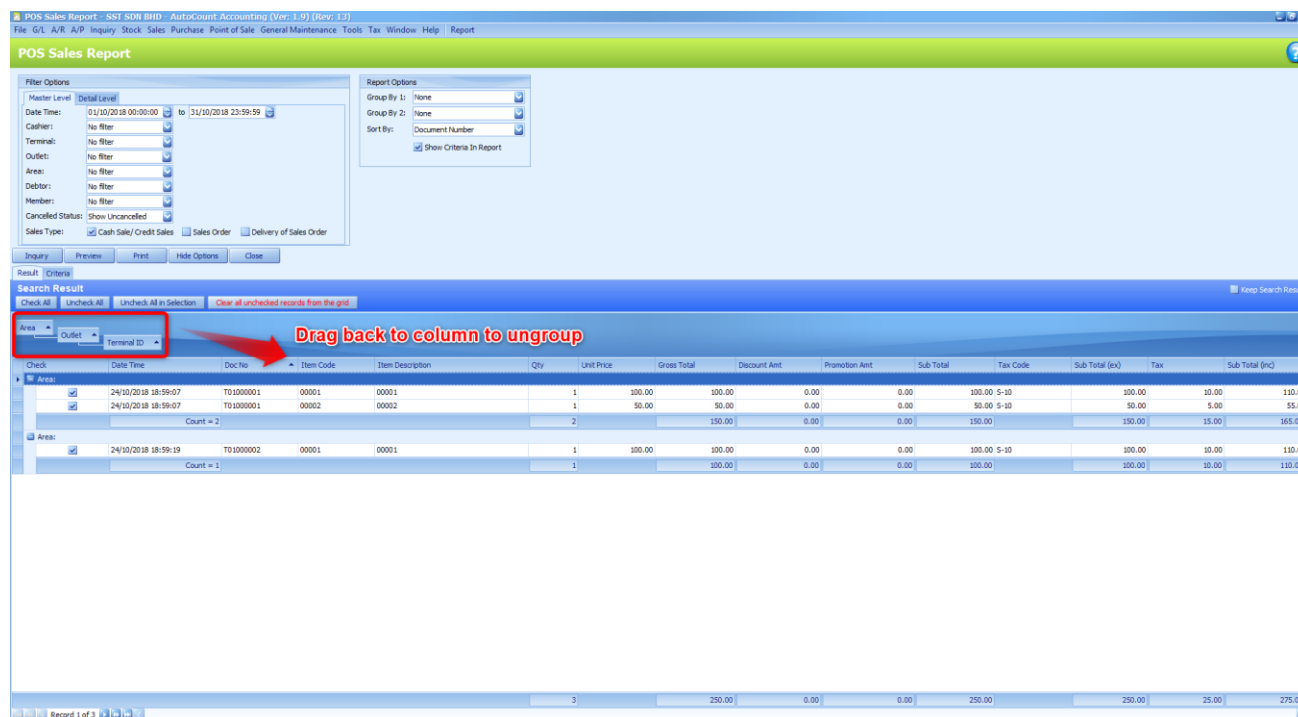 POS Sales Report - SST SDN BHD - AutoCount Accounting (Ver: 1.9) (Rev: 13)
File G/L A/R A/P Inquiry Stock Sales Purchase Point of Sale General Maintenance Tools Tax Window Help Report
POS Sales Report
Filter Options
Master Level Detail Level
Date Time: 01/10/2018 00:00:00 to 31/10/2018 23:59:59
Cashier: No filter
Terminal: No filter
Outlet: No filter
Area: No filter
Debtor: No filter
Member: No filter
Cancelled Status: Show Uncancelled
Sales Type: Cash Sale/Credit Sales Sales Order Delivery of Sales Order
Report Options
Group By 1: None
Group By 2: None
Sort By: Document Number
Show Criteria In Report
Inquiry Preview Print Hide Options Close
Result Criteria
Search Result
Keep Search
Check All Uncheck All Uncheck All in Selection Clear all unchecked records from the grid
Area
Outlet
Terminal ID
Drag back to column to ungroup
Check Date Time Doc No Item Code Item Description Qty Unit Price Gross Total Discount Amt Promotion Amt Sub Total Tax Code Sub Total (ex) Tax Sub Total (inc)
Area:
24/10/2018 18:59:07 T01000001 00001 00001 1 100.00 100.00 0.00 0.00 100.00 S-10 100.00 10.00 110.
24/10/2018 18:59:07 T01000001 00002 00002 1 50.00 50.00 0.00 0.00 50.00 S-10 50.00 5.00 55.
Count = 2 2 150.00 0.00 0.00 150.00 150.00 15.00 165.0
Area:
24/10/2018 18:59:19 T01000002 00001 00001 1 100.00 100.00 0.00 0.00 100.00 S-10 100.00 10.00 110.
Count = 1 1 100.00 0.00 0.00 100.00 100.00 10.00 110.0
3 250.00 0.00 0.00 250.00 250.00 25.00 275.0
Record 1 of 3